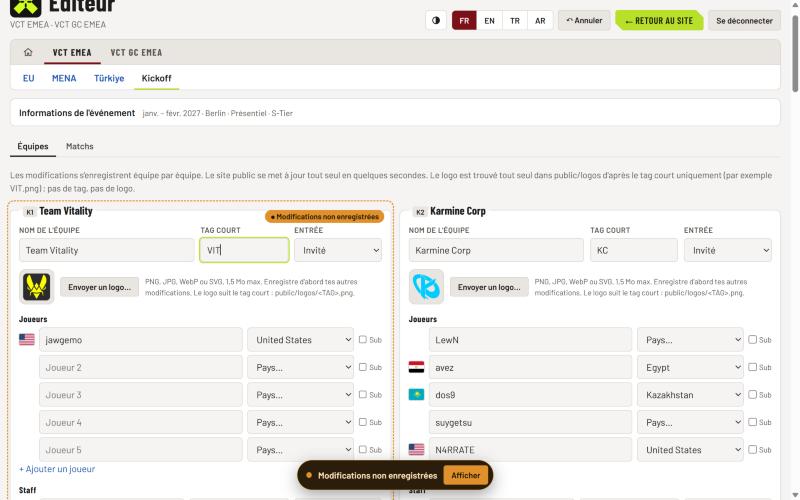 Éditeur
VCT EMEA · VCT GC EMEA
FR EN TR AR ↶ Annuler ← RETOUR AU SITE Se déconnecter
VCT EMEA VCT GC EMEA
EU MENA Türkiye Kickoff
Informations de l'événement janv. – févr. 2027 · Berlin · Présentiel · S-Tier
Équipes Matchs
Les modifications s'enregistrent équipe par équipe. Le site public se met à jour tout seul en quelques secondes. Le logo est trouvé tout seul dans public/logos d'après le tag court uniquement (par exemple
VIT.png) ; pas de tag, pas de logo.
K1 Team Vitality
● Modifications non enregistrées
NOM DE L'ÉQUIPE TAG COURT ENTRÉE
Team Vitality VIT Invité
Envoyer un logo…
PNG, JPG, WebP ou SVG, 1,5 Mo max. Enregistre d'abord tes autres
modifications. Le logo suit le tag court : public/logos/<TAG>.png.
Joueurs
jawgemo United States Sub
Joueur 2 Pays… Sub
Joueur 3 Pays… Sub
Joueur 4 Pays… Sub
Joueur 5 Pays… Sub
+ Ajouter un joueur
Staff
K2 Karmine Corp
NOM DE L'ÉQUIPE TAG COURT ENTRÉE
Karmine Corp KC Invité
Envoyer un logo…
PNG, JPG, WebP ou SVG, 1,5 Mo max. Enregistre d'abord tes autres
modifications. Le logo suit le tag court : public/logos/<TAG>.png.
Joueurs
LewN Pays… Sub
avez Egypt Sub
dos9 Kazakhstan Sub
suygetsu Pays… Sub
N4RRATE United States Sub
Modifications non enregistrées Afficher